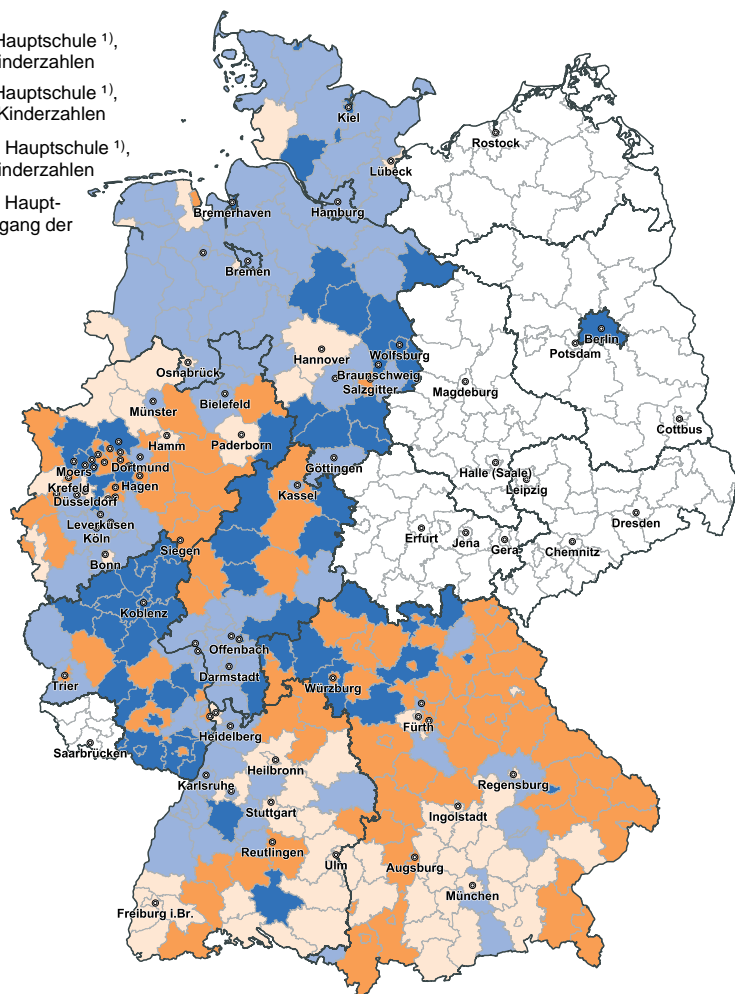 Hauptschule 1),
inderzahlen
Hauptschule 1),
Kinderzahlen
Hauptschule 1),
inderzahlen
Haupt-
gang der
Kiel
Rostock
Lübeck
Bremerhaven
Hamburg
Bremen
Hannover
Wolfsburg
Berlin
Potsdam
Osnabrück
Braunschweig
Salzgitter
Magdeburg
Münster
Bielefeld
Cottbus
Hamm
Paderborn
Moers
Dortmund
Göttingen
Halle (Saale)
Krefeld
Hagen
Kassel
Leipzig
Düsseldorf
Leverkusen
Dresden
Köln
Erfurt
Jena
Gera
Chemnitz
Siegen
Bonn
Koblenz
Offenbach
Trier
Darmstadt
Würzburg
Fürth
Saarbrücken
Heidelberg
Heilbronn
Karlsruhe
Regensburg
Stuttgart
Ingolstadt
Reutlingen
Ulm
Augsburg
München
Freiburg i.Br.